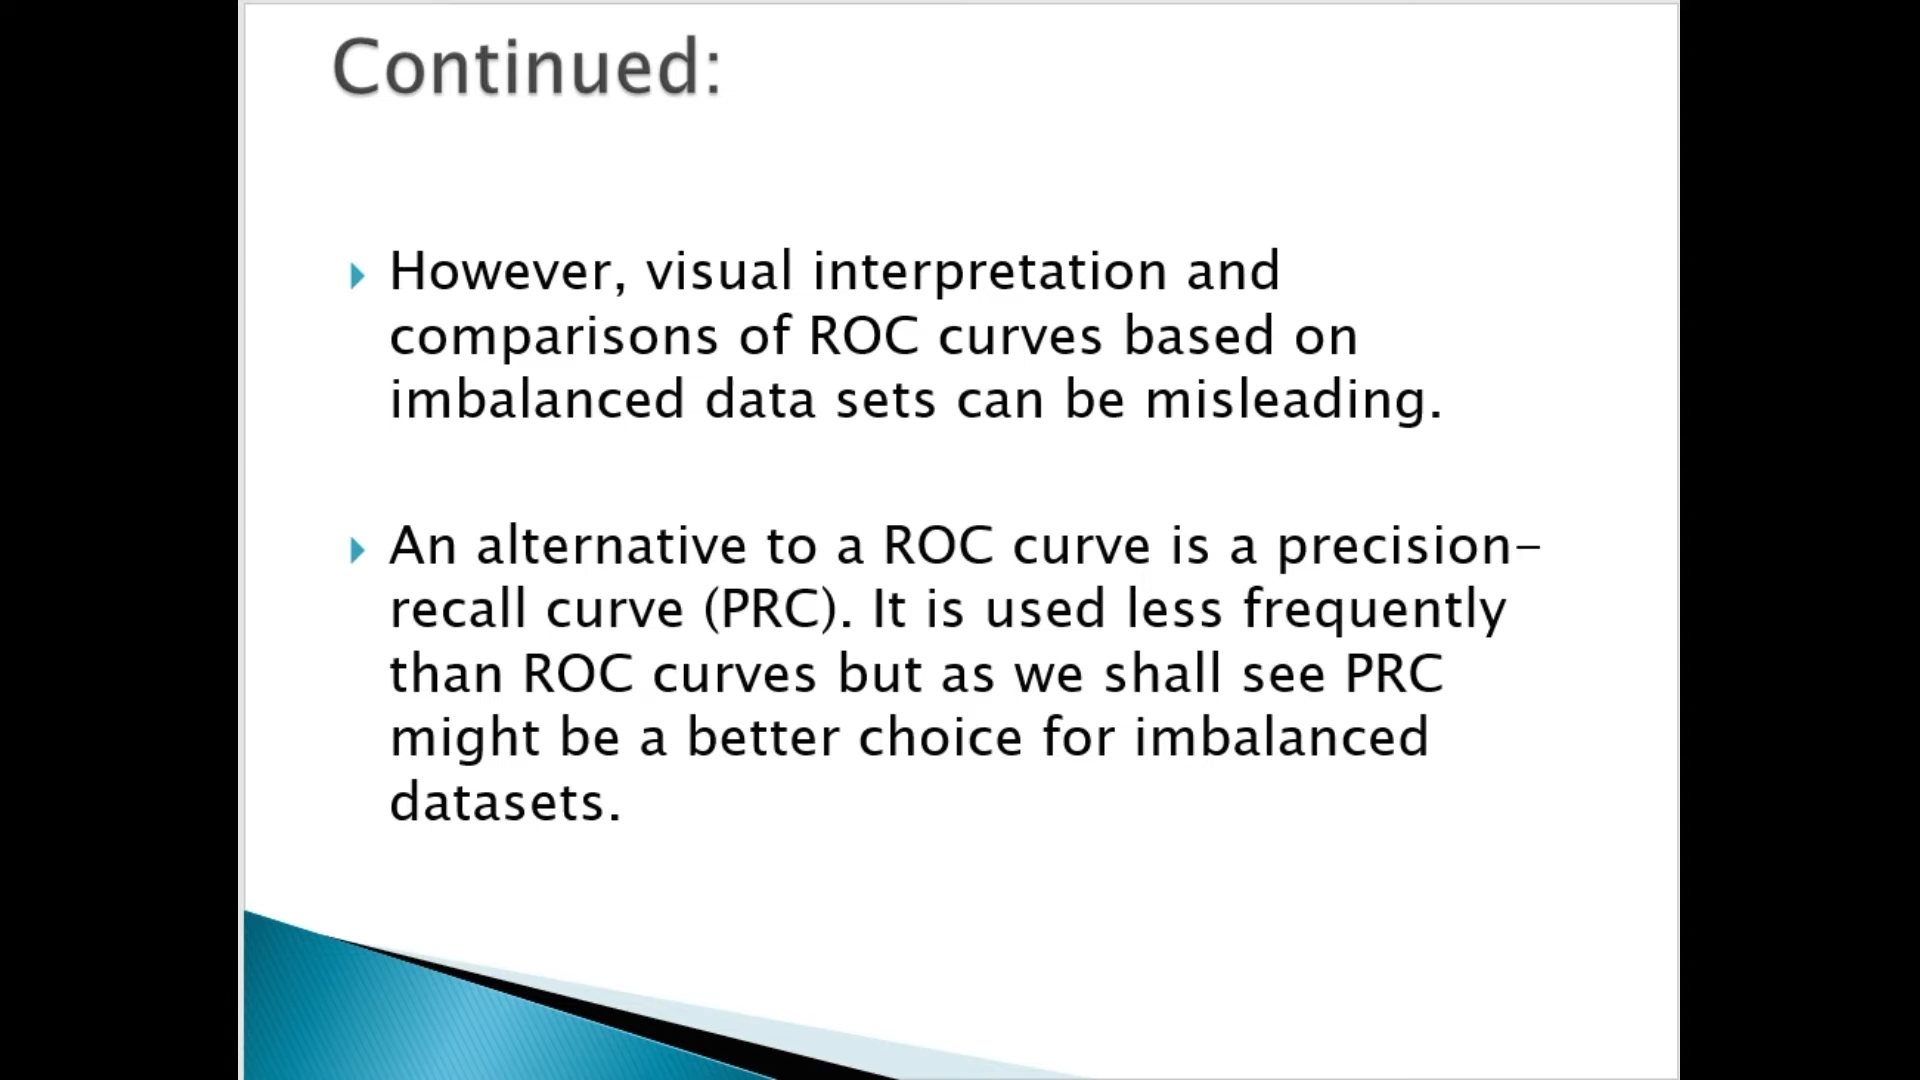 Continued:
However, visual interpretation and
comparisons of ROC curves based on
imbalanced data sets can be misleading.
An alternative to a ROC curve is a precision-
recall curve (PRC). It is used less frequently
than ROC curves but as we shall see PRC
might be a better choice for imbalanced
datasets.